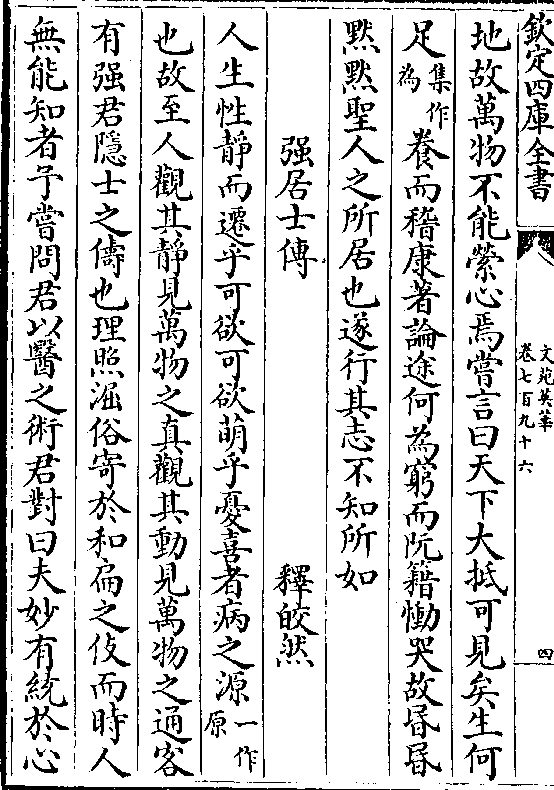 欽定四庫全書
文苑英華
卷七百九十六
四
地故萬物不能縈心焉嘗言曰天下大抵可見矣生何
足集作為養而嵇康著論途何為窮而阮籍慟哭故昬昬
默默聖人之所居也遂行其志不知所如
强居士傳
釋皎然
人生性靜而遷乎可欲可欲萌乎憂喜者病之源一作原
也故至人觀其靜見萬物之真觀其動見萬物之通客
有强君隱士之儔也理照混俗寄於和扁之伎而時人
無能知者予嘗問君以醫之術君對曰夫妙有統於心